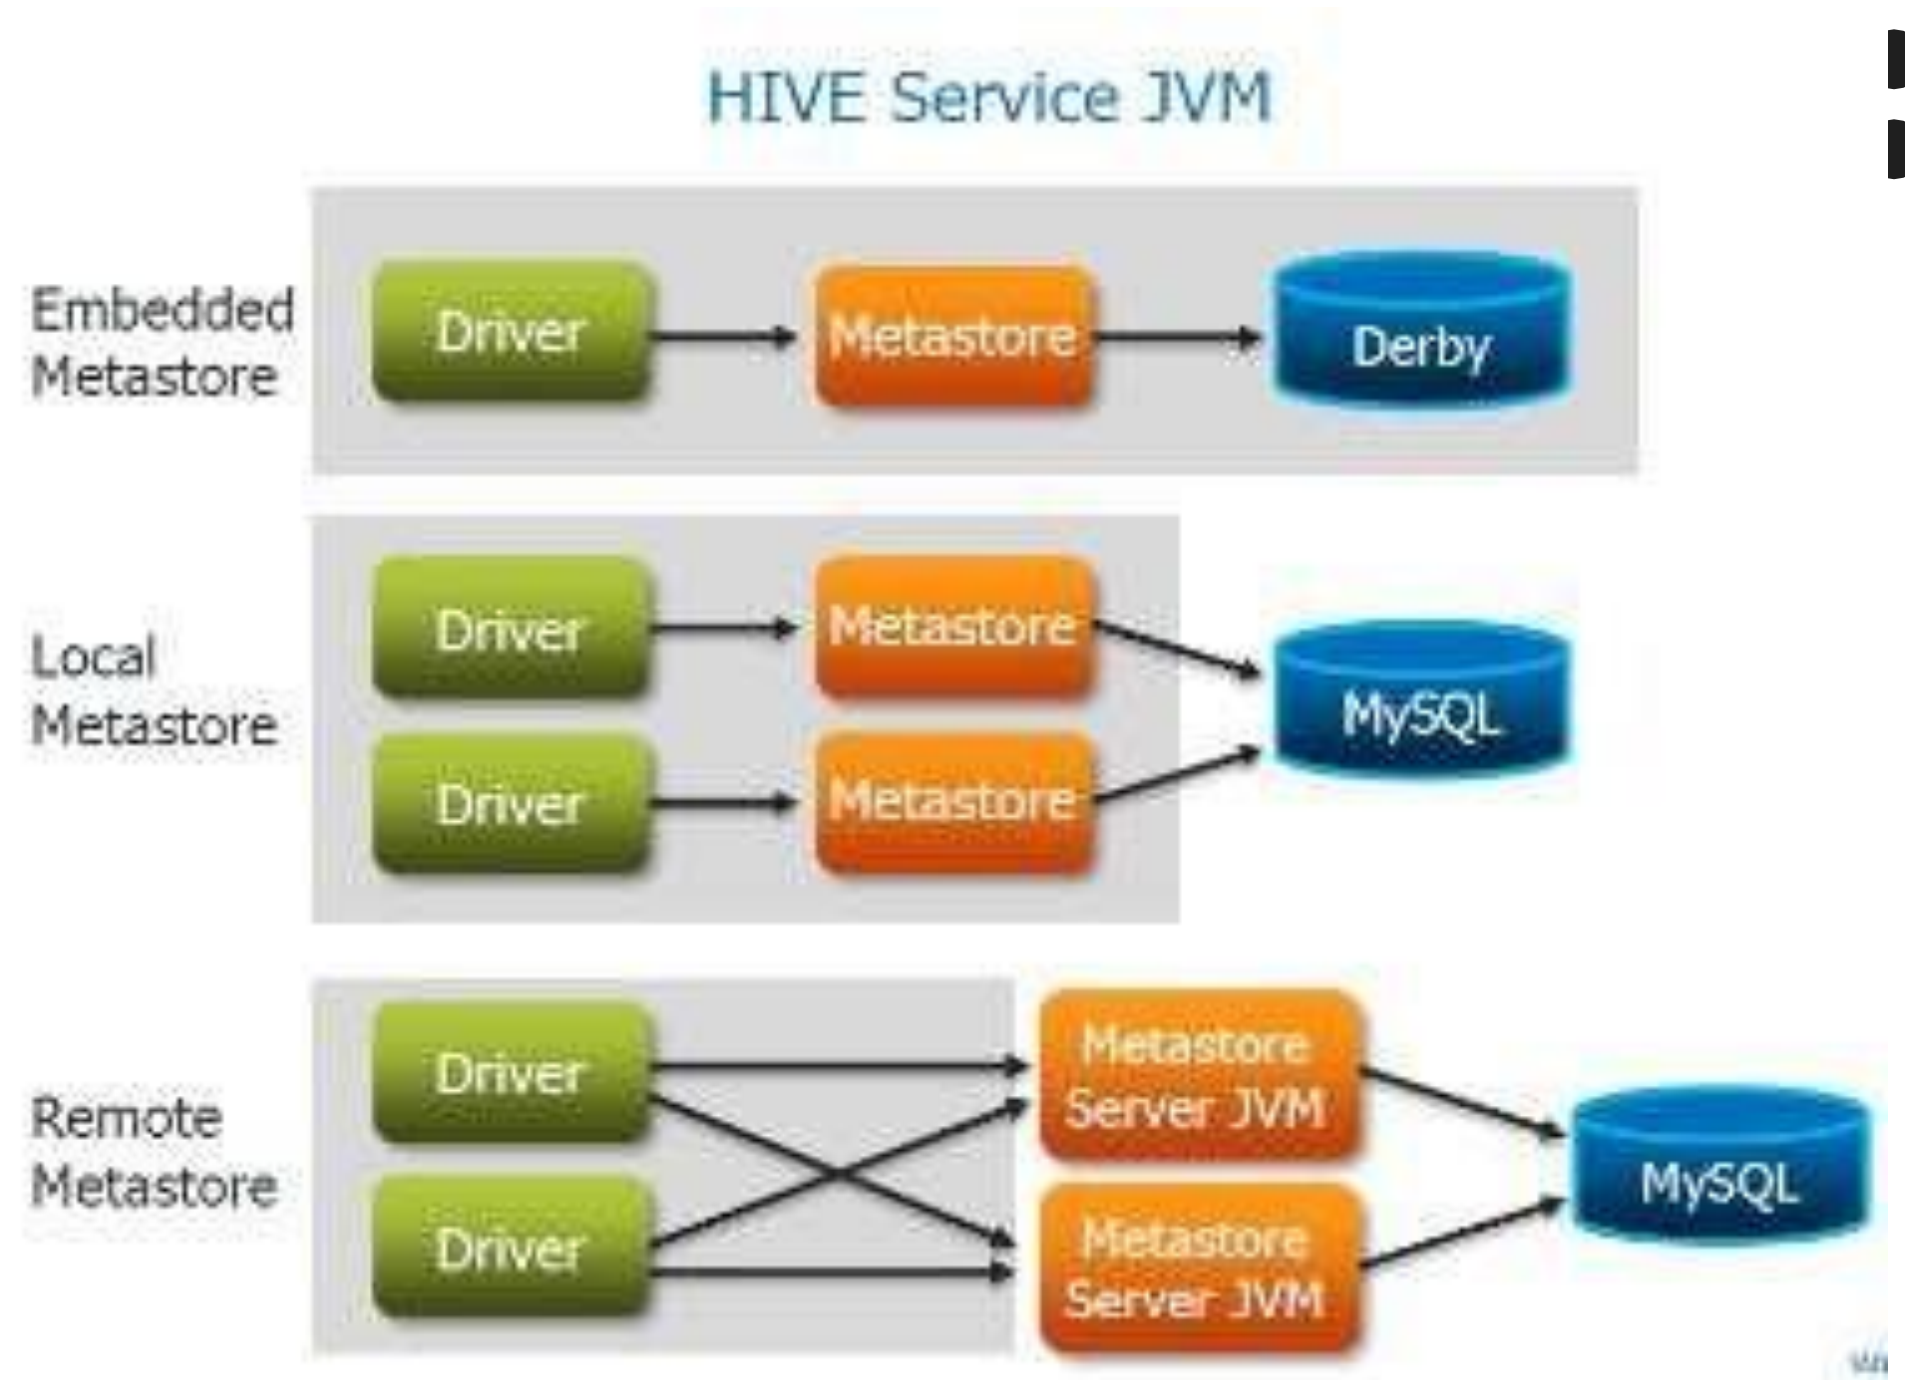 HIVE Service JVM
Embedded
Metastore
Driver
Metastore
Derby
Local
Metastore
Driver
Metastore
Driver
Metastore
MySQL
Remote
Metastore
Driver
Driver
Metastore
Server JVM
Metastore
Server JVM
MySQL